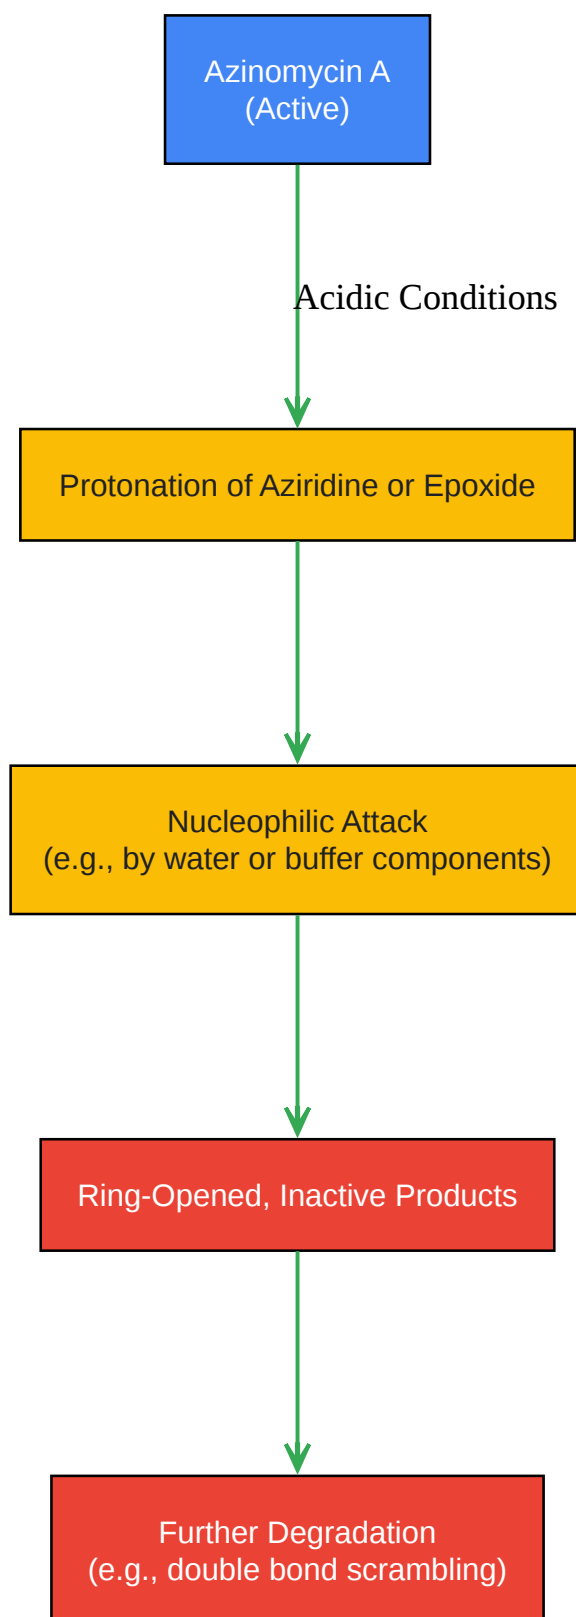 Azinomycin A
(Active)
Acidic Conditions
Protonation of Aziridine or Epoxide
Nucleophilic Attack
(e.g., by water or buffer components)
Ring-Opened, Inactive Products
Further Degradation
(e.g., double bond scrambling)